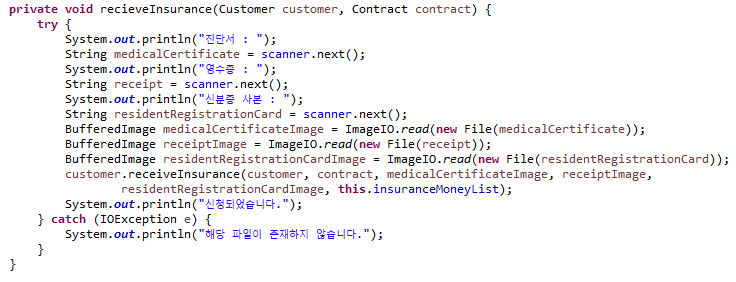 private void recieveInsurance(Customer customer, Contract contract) {
    try {
        System.out.println("진단서 : ");
        String medicalCertificate = scanner.next();
        System.out.println("영수증 : ");
        String receipt = scanner.next();
        System.out.println("신분증 사본 : ");
        String residentRegistrationCard = scanner.next();
        BufferedImage medicalCertificateImage = ImageIO.read(new File(medicalCertificate));
        BufferedImage receiptImage = ImageIO.read(new File(receipt));
        BufferedImage residentRegistrationCardImage = ImageIO.read(new File(residentRegistrationCard));
        customer.receiveInsurance(customer, contract, medicalCertificateImage, receiptImage,
                residentRegistrationCardImage, this.insuranceMoneyList);
        System.out.println("신청되었습니다.");
    } catch (IOException e) {
        System.out.println("해당 파일이 존재하지 않습니다.");
    }
}